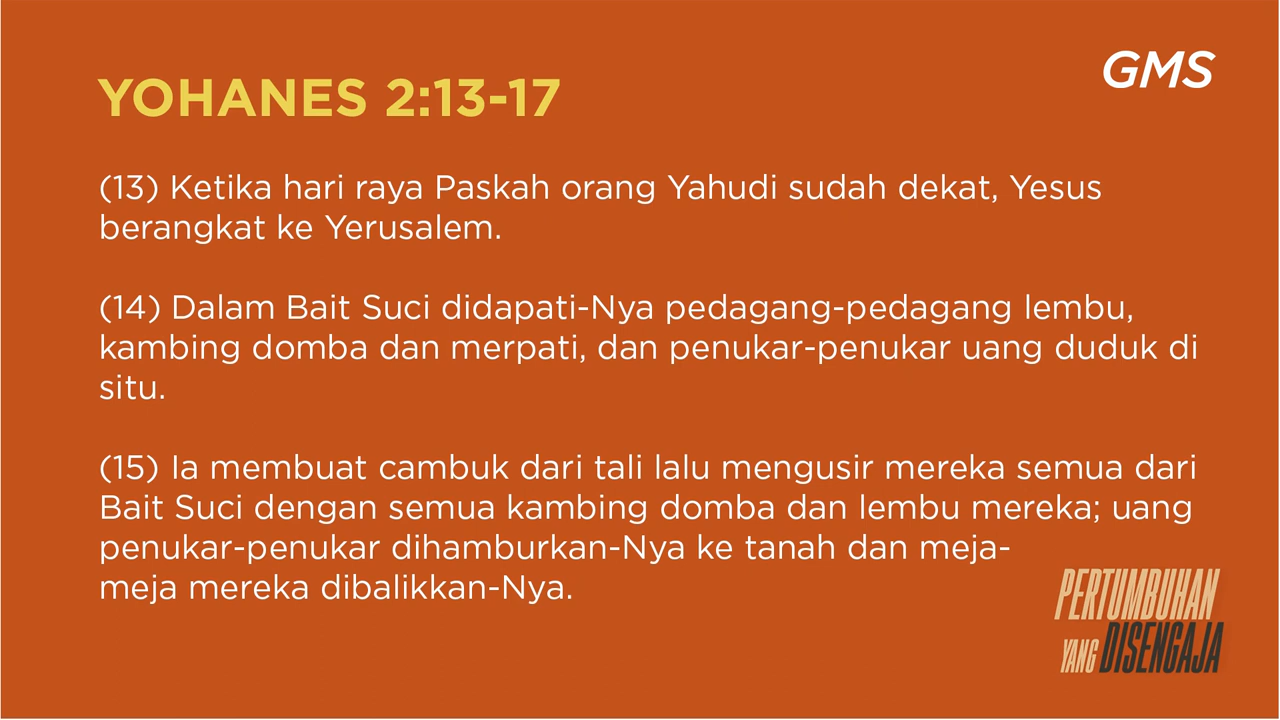 GMS
YOHANES 2:13-17
(13) Ketika hari raya Paskah orang Yahudi sudah dekat, Yesus
berangkat ke Yerusalem.
(14) Dalam Bait Suci didapati-Nya pedagang-pedagang lembu,
kambing domba dan merpati, dan penukar-penukar uang duduk di
situ.
(15) Ia membuat cambuk dari tali lalu mengusir mereka semua dari
Bait Suci dengan semua kambing domba dan lembu mereka; uang
penukar-penukar dihamburkan-Nya ke tanah dan meja-
meja mereka dibalikkan-Nya.
PERTUMBUHAN
YANG DISENGAJA